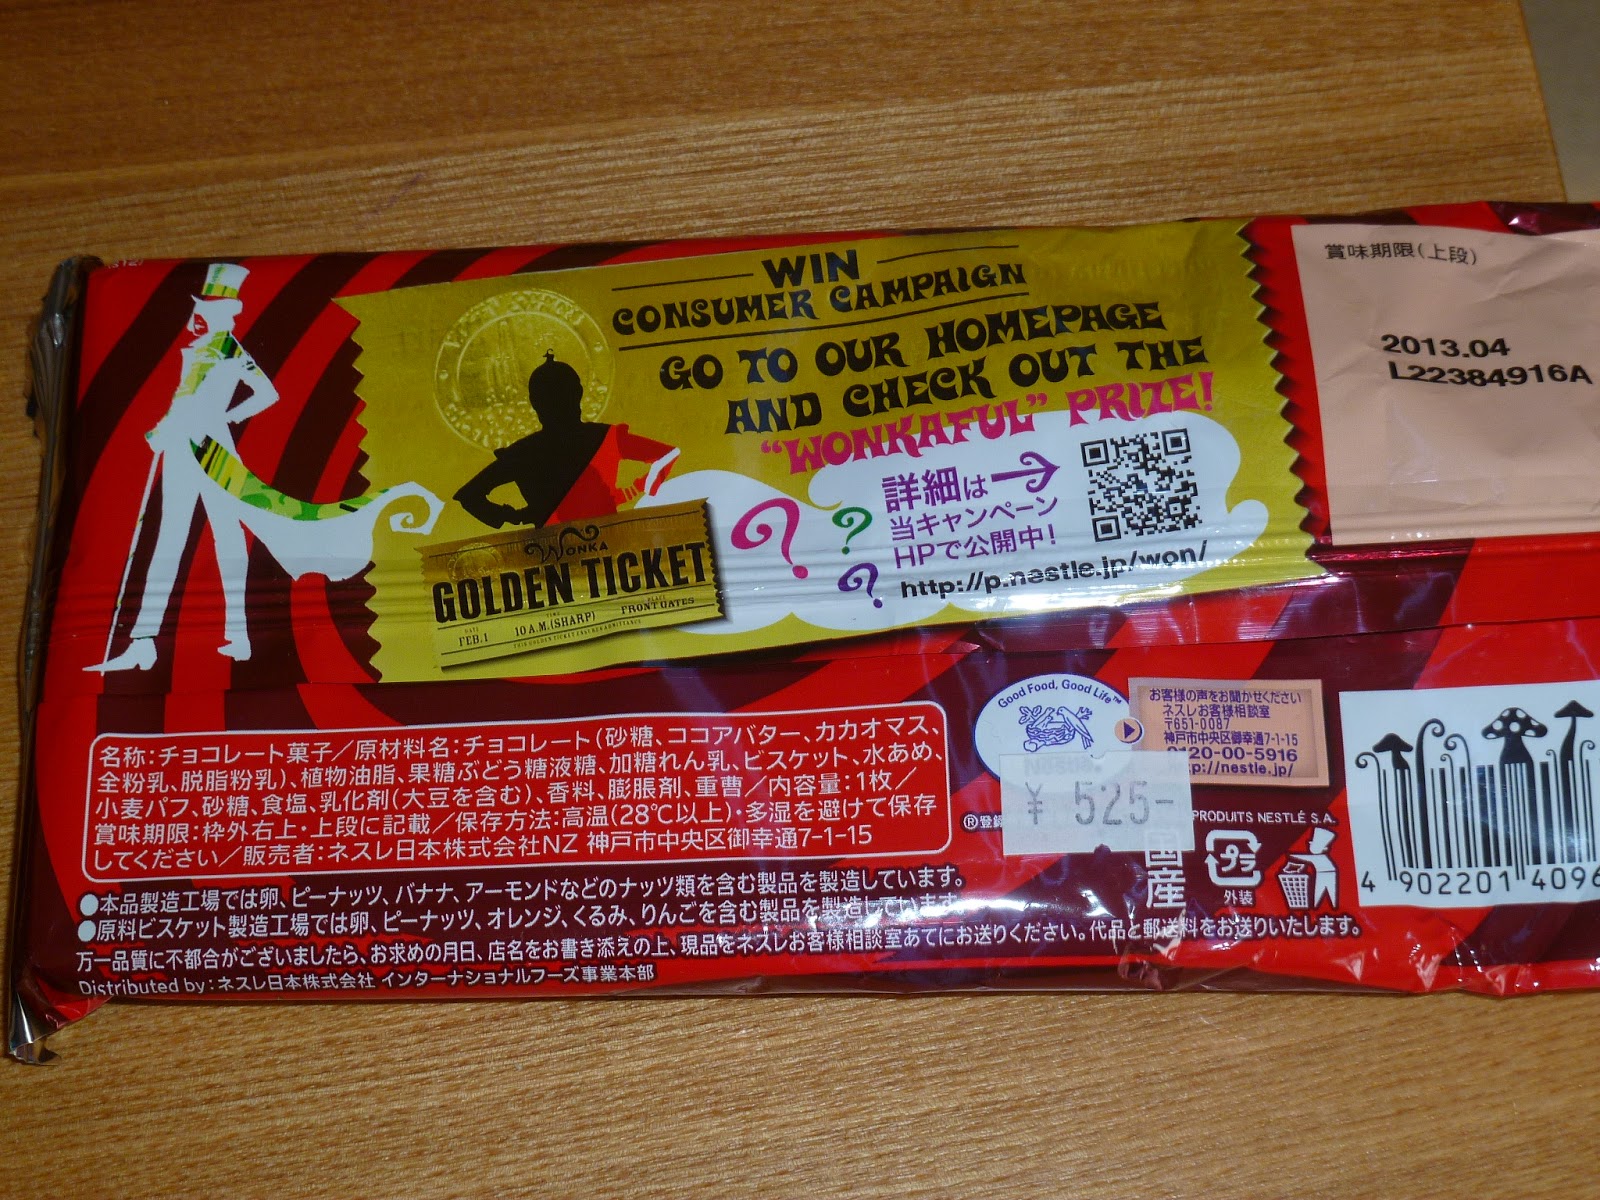 WIN
CONSUMER CAMPAIGN
GO TO OUR HOMEPAGE
AND CHECK OUT THE
"WONKAFUL" PRIZE!
詳細は
当キャンペーン
HPで公開中!
http://p.nestle.jp/won/
WONKA
GOLDEN TICKET
DATE
FEB.1
TIME
10 A.M.(SHARP)
PLACE
FRONT GATES
THIS GOLDEN TICKET ENSURES ADMITTANCE
賞味期限(上段)
2013.04
L22384916A
名称:チョコレート菓子/原材料名:チョコレート(砂糖、ココアバター、カカオマス、
全粉乳、脱脂粉乳)、植物油脂、果糖ぶどう糖液糖、加糖れん乳、ビスケット、水あめ、
小麦パフ、砂糖、食塩、乳化剤(大豆を含む)、香料、膨脹剤、重曹/内容量:1枚/
賞味期限:枠外右上・上段に記載/保存方法:高温(28℃以上)・多湿を避けて保存
してください/販売者:ネスレ日本株式会社NZ 神戸市中央区御幸通7-1-15
●本品製造工場では卵、ピーナッツ、バナナ、アーモンドなどのナッツ類を含む製品を製造しています。
●原料ビスケット製造工場では卵、ピーナッツ、オレンジ、くるみ、りんごを含む製品を製造しています。
万一品質に不都合がございましたら、お求めの月日、店名をお書き添えの上、現品をネスレお客様相談室あてにお送りください。代品と郵送料をお送りいたします。
Distributed by:ネスレ日本株式会社 インターナショナルフーズ事業本部
Good Food, Good Life™
Nestlé
お客様の声をお聞かせください
ネスレお客様相談室
〒651-0087
神戸市中央区御幸通7-1-15
0120-00-5916
http://nestle.jp/
¥ 525-
®登録
PRODUITS NESTLÉ S.A.
国産
プラ
外装
4 902201 4096